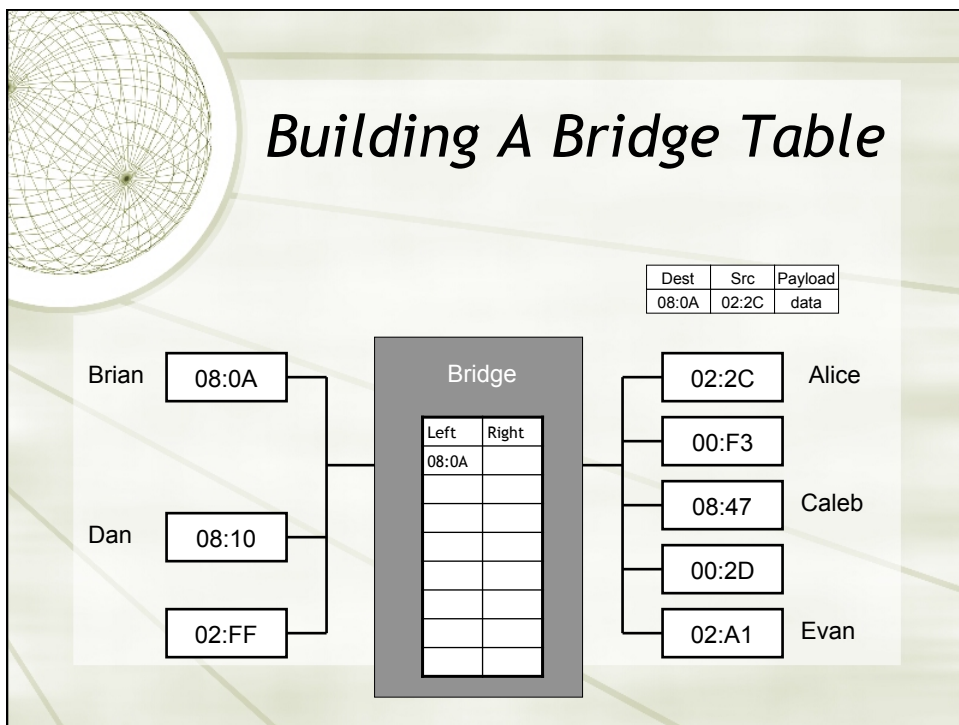 Building A Bridge Table
Dest Src Payload
08:0A 02:2C data
Brian 08:0A
Dan 08:10
02:FF
Bridge
Left Right
08:0A
02:2C Alice
00:F3
08:47 Caleb
00:2D
02:A1 Evan